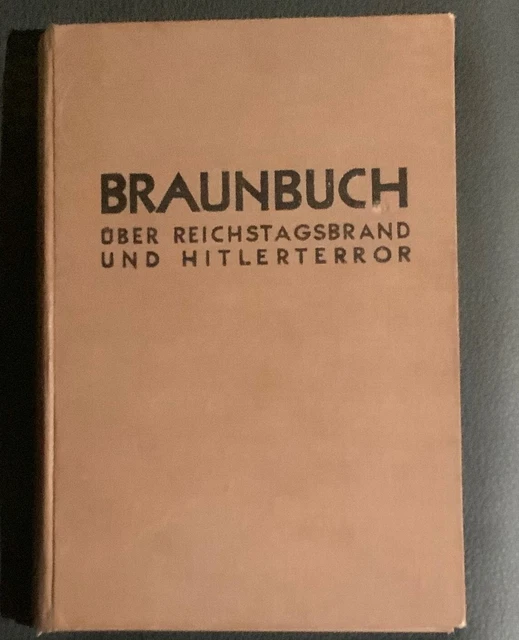 BRAUNBUCH
ÜBER REICHSTAGSBRAND
UND HITLERTERROR